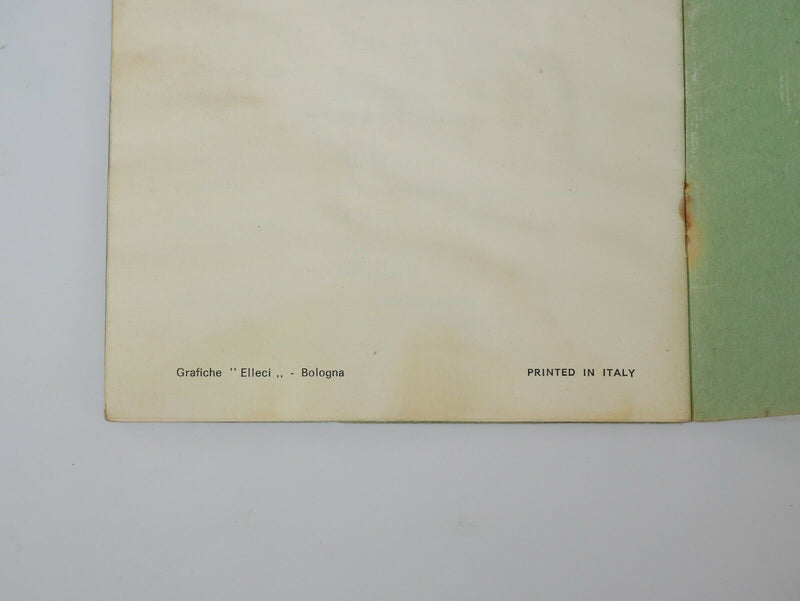 Grafiche " Elleci ,, - Bologna
PRINTED IN ITALY